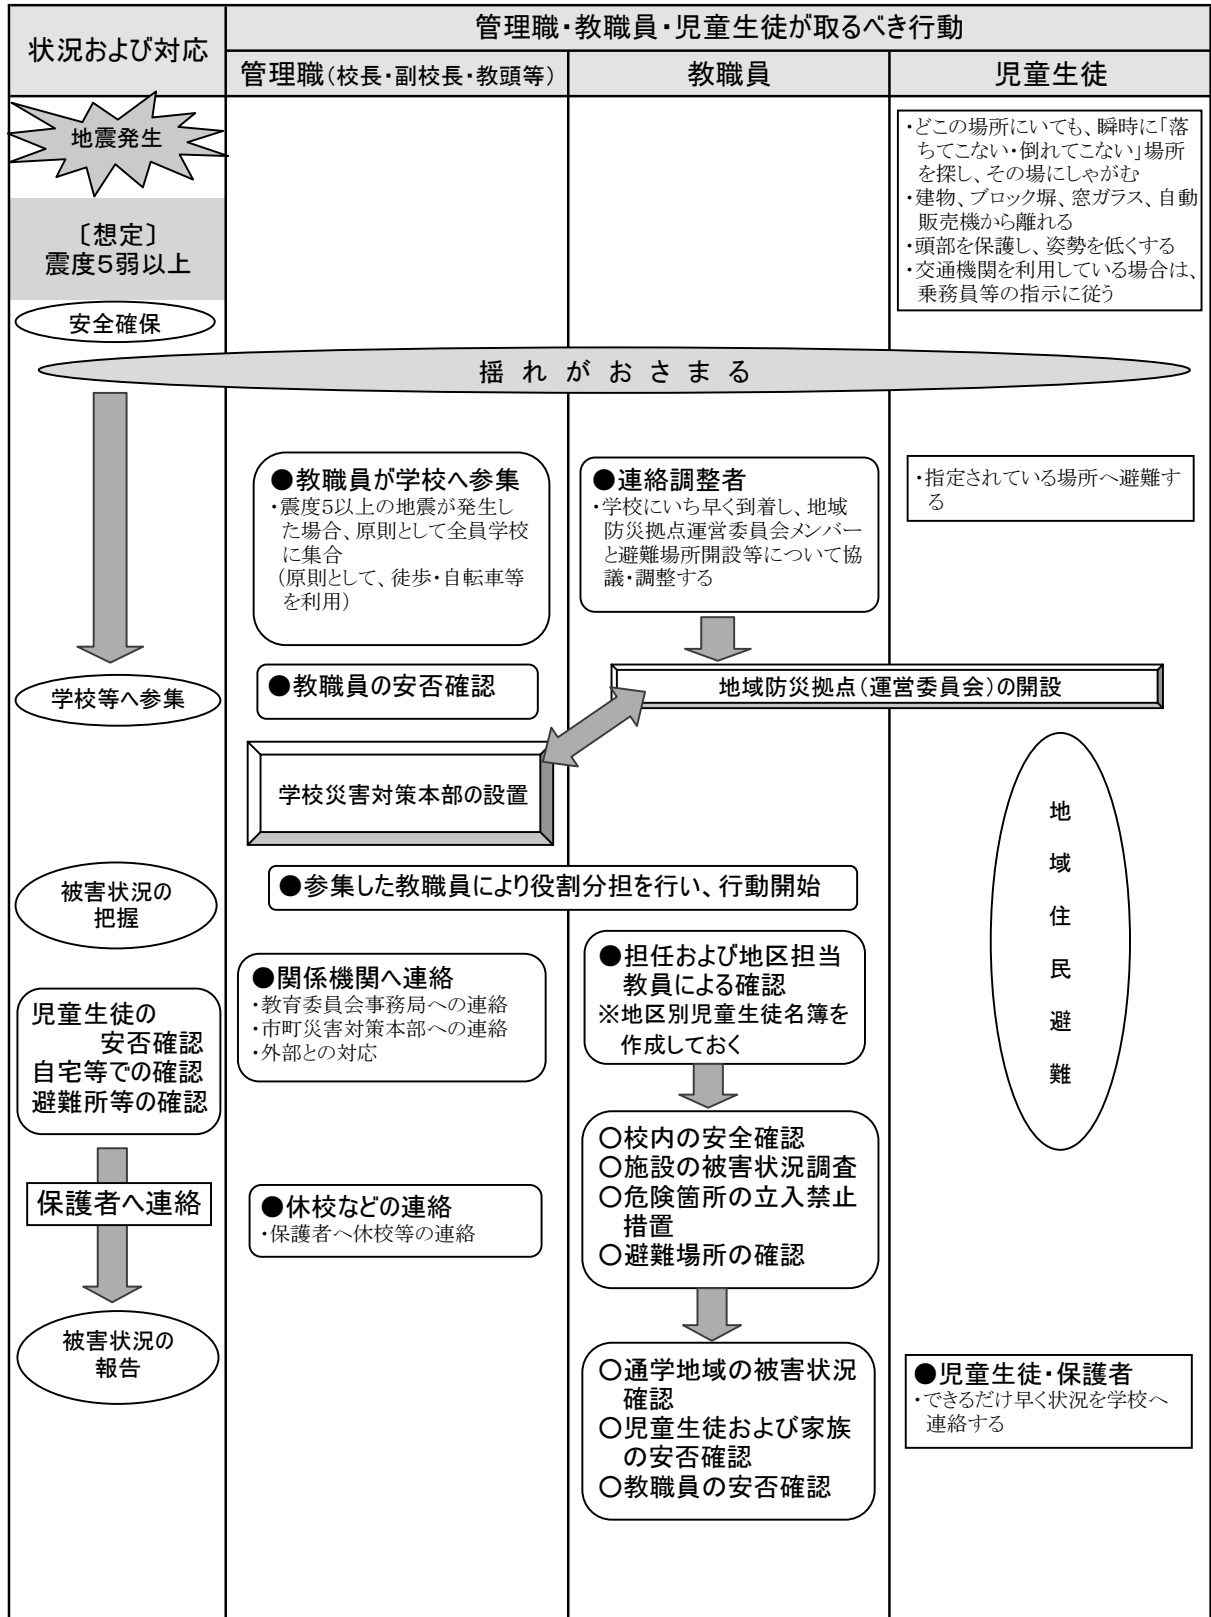 状況および対応
管理職・教職員・児童生徒が取るべき行動
管理職(校長・副校長・教頭等)
教職員
児童生徒
地震発生
〔想定〕
震度5弱以上
安全確保
・どこの場所にいても、瞬時に「落
ちてこない・倒れてこない」場所
を探し、その場にしゃがむ
・建物、ブロック塀、窓ガラス、自動
販売機から離れる
・頭部を保護し、姿勢を低くする
・交通機関を利用している場合は、
乗務員等の指示に従う
揺れがおさまる
●教職員が学校へ参集
・震度5以上の地震が発生し
た場合、原則として全員学校
に集合
(原則として、徒歩・自転車等
を利用)
●連絡調整者
・学校にいち早く到着し、地域
防災拠点運営委員会メンバー
と避難場所開設等について協
議・調整する
・指定されている場所へ避難す
る
学校等へ参集
●教職員の安否確認
地域防災拠点(運営委員会)の開設
学校災害対策本部の設置
地
域
住
民
避
難
被害状況の
把握
●参集した教職員により役割分担を行い、行動開始
児童生徒の
安否確認
自宅等での確認
避難所等の確認
●関係機関へ連絡
・教育委員会事務局への連絡
・市町災害対策本部への連絡
・外部との対応
●担任および地区担当
教員による確認
※地区別児童生徒名簿を
作成しておく
○校内の安全確認
○施設の被害状況調査
○危険箇所の立入禁止
措置
○避難場所の確認
保護者へ連絡
●休校などの連絡
・保護者へ休校等の連絡
被害状況の
報告
○通学地域の被害状況
確認
○児童生徒および家族
の安否確認
○教職員の安否確認
●児童生徒・保護者
・できるだけ早く状況を学校へ
連絡する